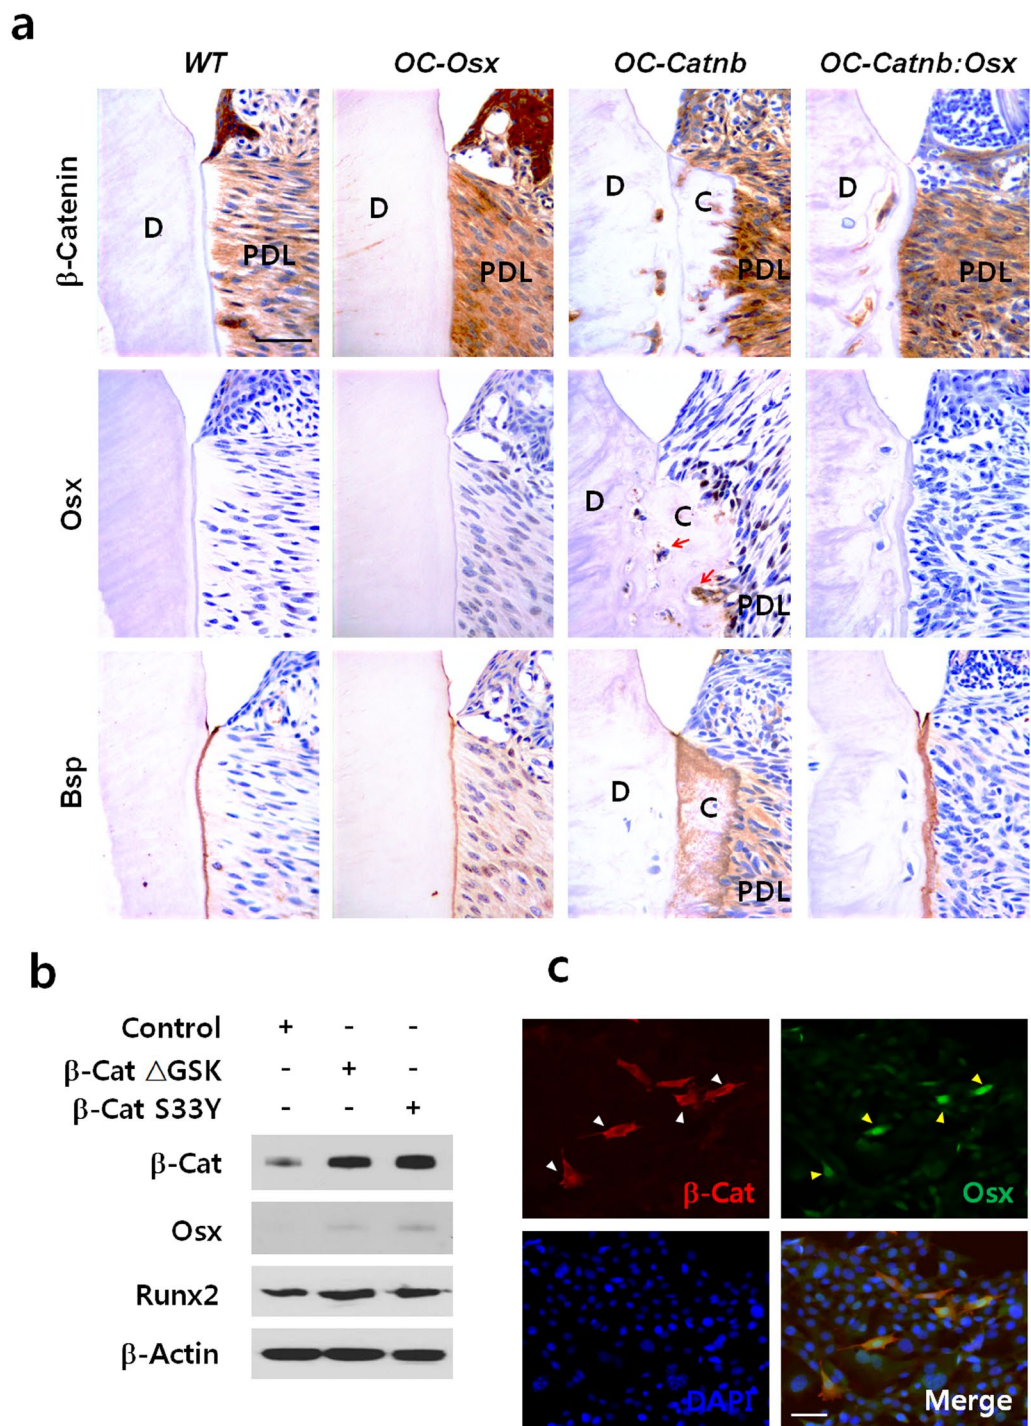 a
WT OC-Osx OC-Catnb OC-Catnb:Osx
β-Catenin
D PDL D PDL D C PDL D PDL
Osx
D C PDL
Bsp
D C PDL
b
Control + - -
β-Cat △GSK - + -
β-Cat S33Y - - +
β-Cat
Osx
Runx2
β-Actin
c
β-Cat Osx
DAPI Merge